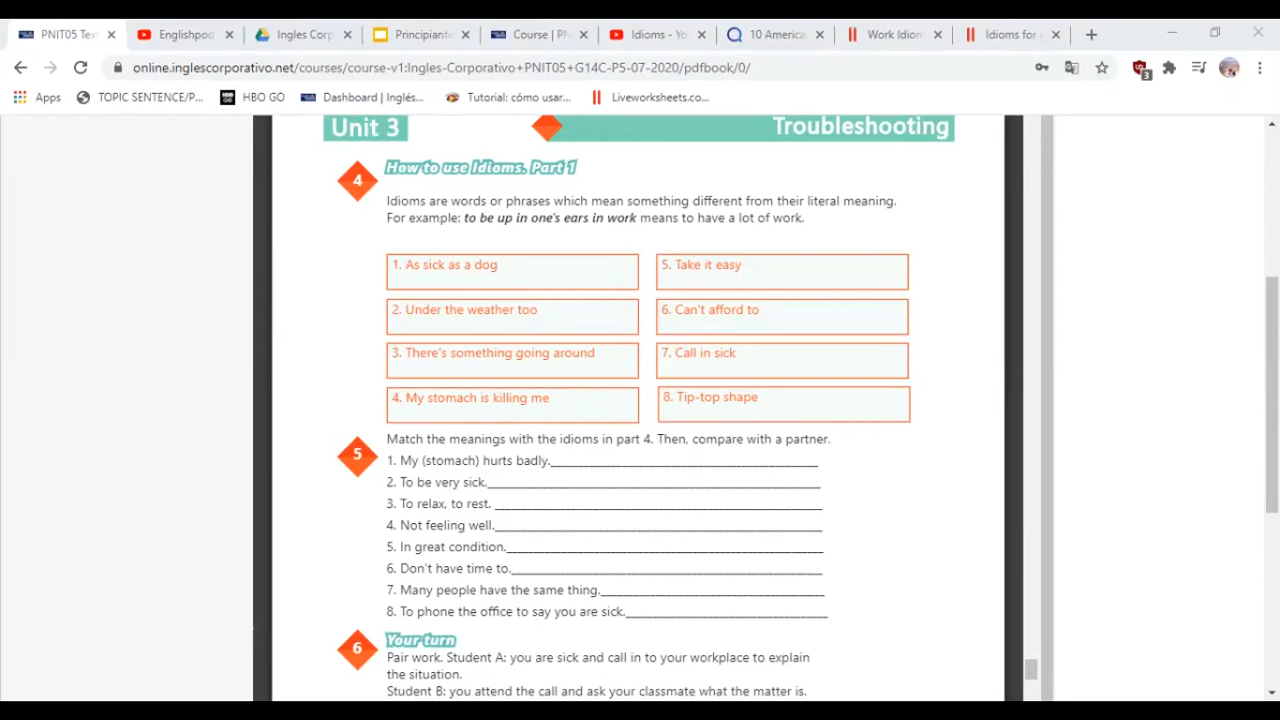 PNIT05 Tex
Englishpod
Ingles Corp
Principiante
Course | PN
Idioms - Yo
10 America
Work Idiom
Idioms for
online.inglescorporativo.net/courses/course-v1:Ingles-Corporativo+PNIT05+G14C-P5-07-2020/pdfbook/0/
3
Apps
TOPIC SENTENCE/P...
HBO GO
Dashboard | Inglés...
Tutorial: cómo usar...
Liveworksheets.co...
Unit 3
Troubleshooting
4
How to use Idioms. Part 1
Idioms are words or phrases which mean something different from their literal meaning.
For example: to be up in one's ears in work means to have a lot of work.
1. As sick as a dog
5. Take it easy
2. Under the weather too
6. Can't afford to
3. There's something going around
7. Call in sick
4. My stomach is killing me
8. Tip-top shape
5
Match the meanings with the idioms in part 4. Then, compare with a partner.
1. My (stomach) hurts badly.
2. To be very sick.
3. To relax, to rest.
4. Not feeling well.
5. In great condition.
6. Don't have time to.
7. Many people have the same thing.
8. To phone the office to say you are sick.
6
Your turn
Pair work. Student A: you are sick and call in to your workplace to explain
the situation.
Student B: you attend the call and ask your classmate what the matter is.